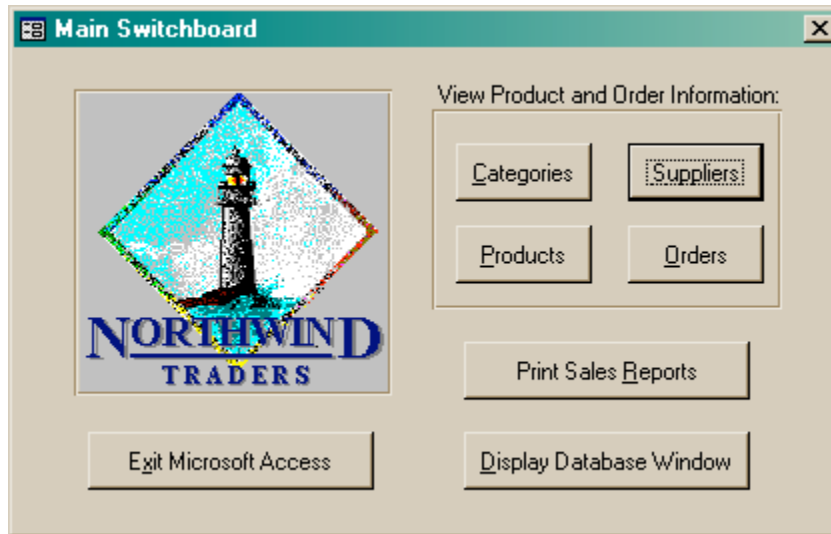 Main Switchboard
View Product and Order Information:
Categories
Suppliers
Products
Orders
NORTHWIND
TRADERS
Print Sales Reports
Exit Microsoft Access
Display Database Window